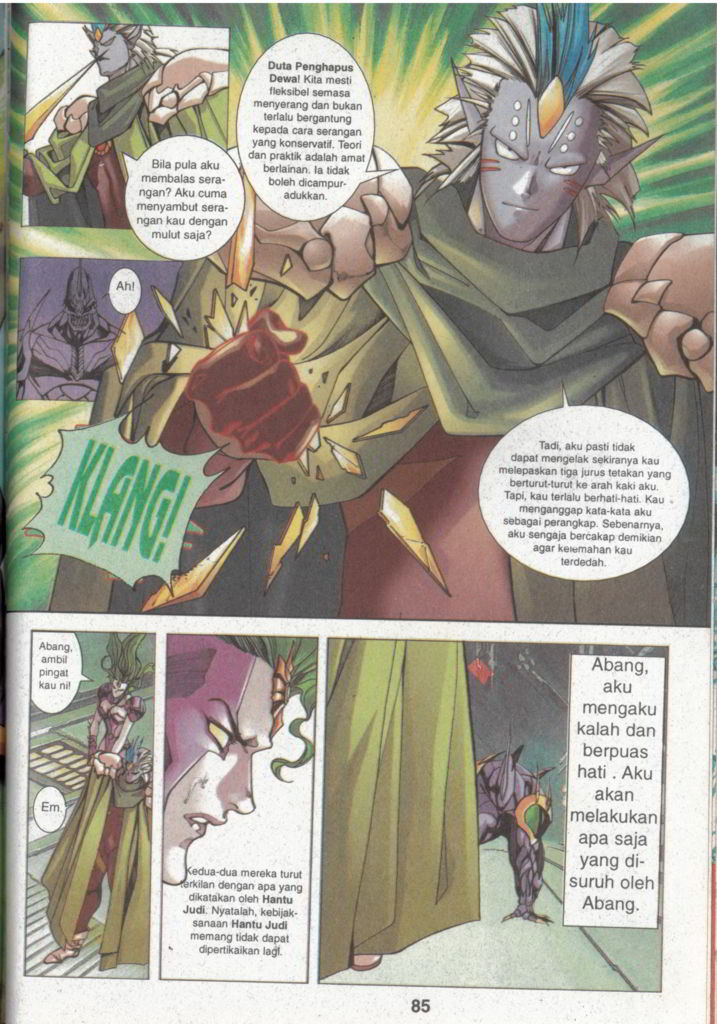 Bila pula aku
membalas sera-
ngan? Aku cuma
menyambut sera-
ngan kau dengan
mulut saja?
Duta Penghapus
Dewa! Kita mesti
fleksibel semasa
menyerang dan bukan
terlalu bergantung
kepada cara serangan
yang konservatif. Teori
dan praktik adalah amat
berlainan. Ia tidak
boleh dicampur-
adukkan.
Ah!
KLANG!
Tadi, aku pasti tidak
dapat mengelak sekiranya kau
melepaskan tiga jurus tetakan yang
berturut-turut ke arah kaki aku.
Tapi, kau terlalu berhati-hati. Kau
menganggap kata-kata aku
sebagai perangkap. Sebenarnya,
aku sengaja bercakap demikian
agar kelemahan kau
terdedah.
Abang,
ambil
pingat
kau ni!
Em.
Kedua-dua mereka turut
terkilan dengan apa yang
dikatakan oleh Hantu
Judi. Nyatalah, kebijak-
sanaan Hantu Judi
memang tidak dapat
dipertikaikan lagi.
Abang,
aku
mengaku
kalah dan
berpuas
hati . Aku
akan
melakukan
apa saja
yang di-
suruh oleh
Abang.
85